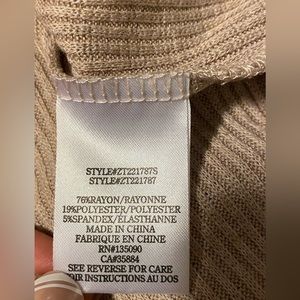 STYLE#ZT221787S
STYLE#ZT221787
76%RAYON/RAYONNE
19%POLYESTER/POLYESTER
5%SPANDEX/ÉLASTHANNE
MADE IN CHINA
FABRIQUE EN CHINE
RN#135090
CA#35884
SEE REVERSE FOR CARE
VOIR INSTRUCTIONS AU DOS